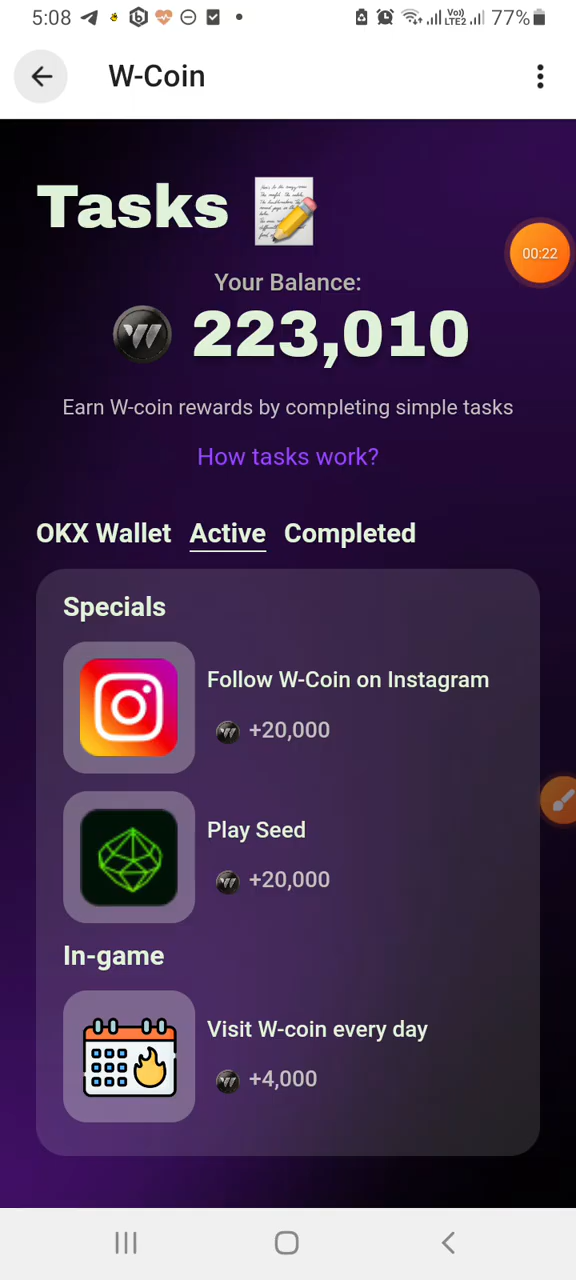 5:08
Vo)) LTE2 77%
W-Coin
Tasks
00:22
Your Balance:
223,010
Earn W-coin rewards by completing simple tasks
How tasks work?
OKX Wallet Active Completed
Specials
Follow W-Coin on Instagram
+20,000
Play Seed
+20,000
In-game
Visit W-coin every day
+4,000